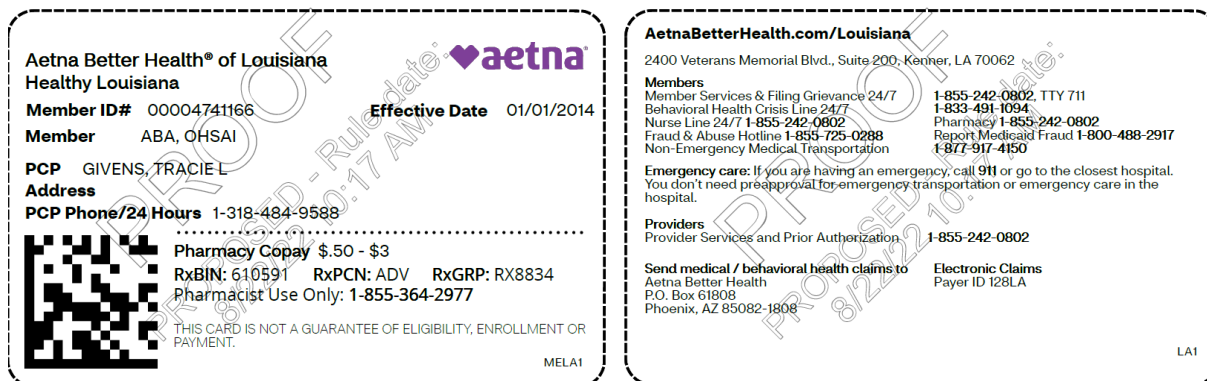 Aetna Better Health® of Louisiana
Healthy Louisiana
aetna®
Member ID# 00004741166 Effective Date 01/01/2014
Member ABA, OHSAI
PCP GIVENS, TRACIE L
Address
PCP Phone/24 Hours 1-318-484-9588
Pharmacy Copay $.50 - $3
RxBIN: 610591 RxPCN: ADV RxGRP: RX8834
Pharmacist Use Only: 1-855-364-2977
THIS CARD IS NOT A GUARANTEE OF ELIGIBILITY, ENROLLMENT OR
PAYMENT.
MELA1
PROOF
PROPOSED - Rule date:
8/22/22 10:17 AM
AetnaBetterHealth.com/Louisiana
2400 Veterans Memorial Blvd., Suite 200, Kenner, LA 70062
Members
Member Services & Filing Grievance 24/7 1-855-242-0802, TTY 711
Behavioral Health Crisis Line 24/7 1-833-491-1094
Nurse Line 24/7 1-855-242-0802 Pharmacy 1-855-242-0802
Fraud & Abuse Hotline 1-855-725-0288 Report Medicaid Fraud 1-800-488-2917
Non-Emergency Medical Transportation 1-877-917-4150
Emergency care: If you are having an emergency, call 911 or go to the closest hospital.
You don't need preapproval for emergency transportation or emergency care in the
hospital.
Providers
Provider Services and Prior Authorization 1-855-242-0802
Send medical / behavioral health claims to Electronic Claims
Aetna Better Health Payer ID 128LA
P.O. Box 61808
Phoenix, AZ 85082-1808
LA1
PROOF
PROPOSED - Rule date:
8/22/22 10:17 AM